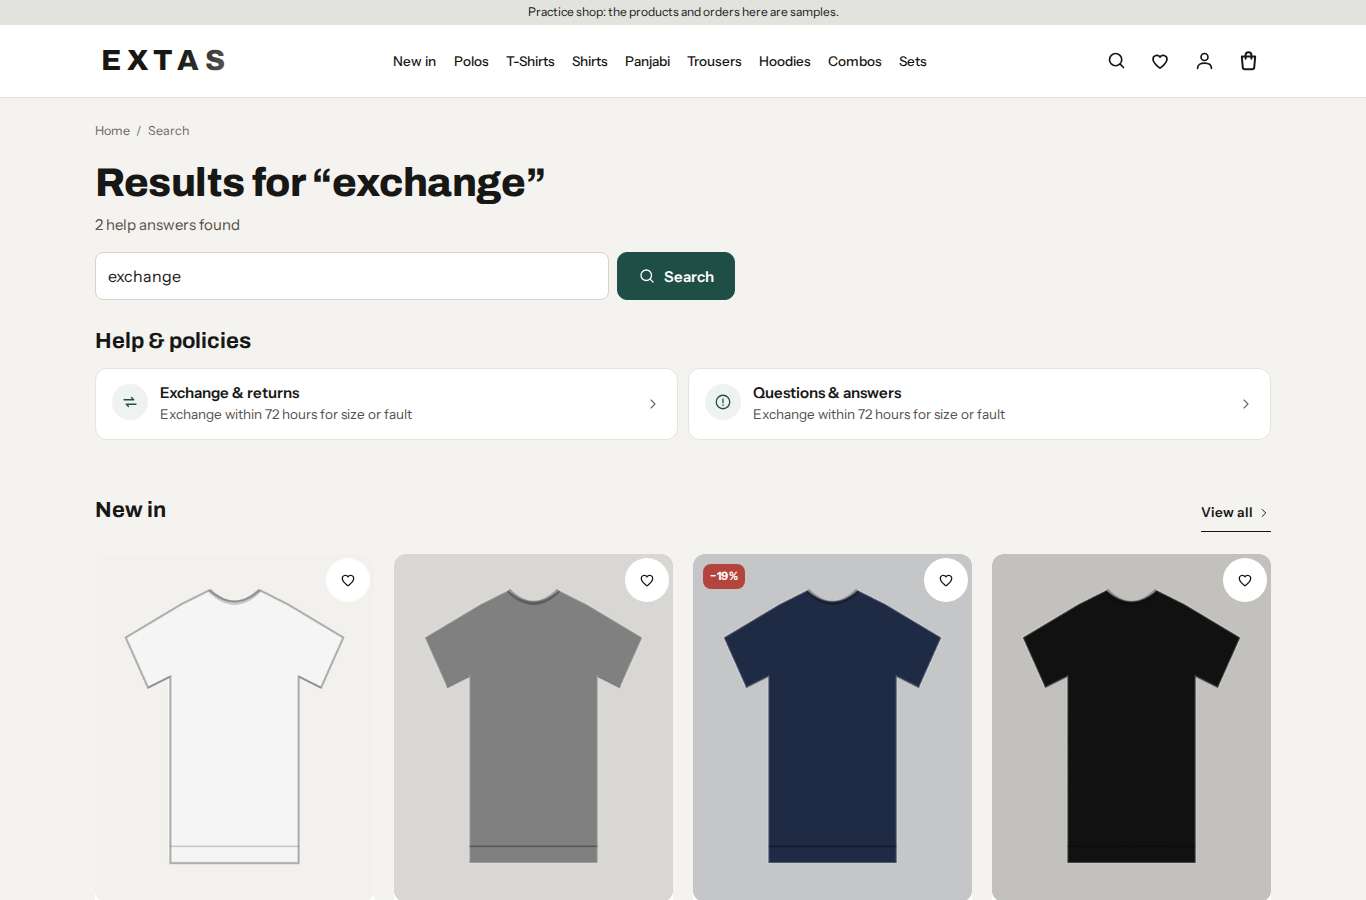 Practice shop: the products and orders here are samples.
EXTAS
New in Polos T-Shirts Shirts Panjabi Trousers Hoodies Combos Sets
Home / Search
Results for “exchange”
2 help answers found
exchange
Search
Help & policies
Exchange & returns
Exchange within 72 hours for size or fault
Questions & answers
Exchange within 72 hours for size or fault
New in
View all
−19%